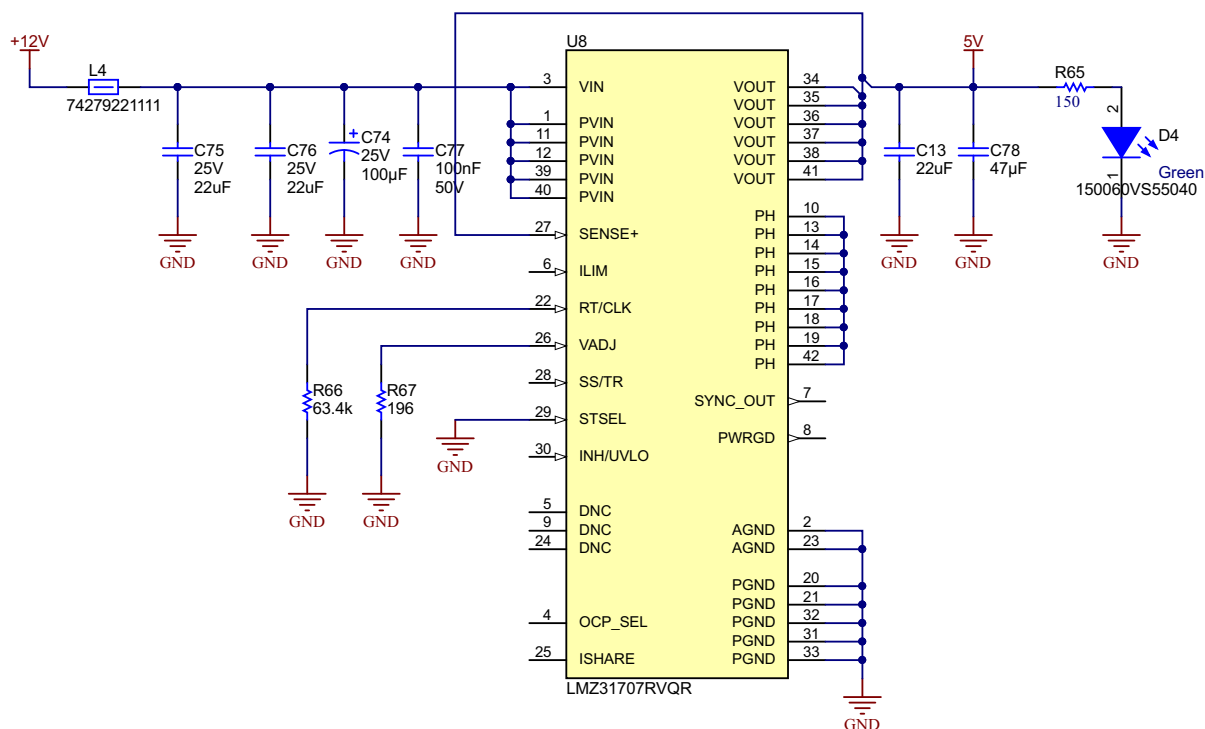 +12V
L4
74279221111
C75
25V
22uF
GND
C76
25V
22uF
GND
+
C74
25V
100µF
GND
C77
100nF
50V
GND
R66
63.4k
GND
R67
196
GND
GND
U8
3 VIN
1 PVIN
11 PVIN
12 PVIN
39 PVIN
40 PVIN
27 SENSE+
6 ILIM
22 RT/CLK
26 VADJ
28 SS/TR
29 STSEL
30 INH/UVLO
5 DNC
9 DNC
24 DNC
4 OCP_SEL
25 ISHARE
VOUT 34
VOUT 35
VOUT 36
VOUT 37
VOUT 38
VOUT 41
PH 10
PH 13
PH 14
PH 15
PH 16
PH 17
PH 18
PH 19
PH 42
SYNC_OUT 7
PWRGD 8
AGND 2
AGND 23
PGND 20
PGND 21
PGND 32
PGND 31
PGND 33
LMZ31707RVQR
GND
5V
C13
22uF
GND
C78
47µF
GND
R65
150
2
D4
Green
1
150060VS55040
GND